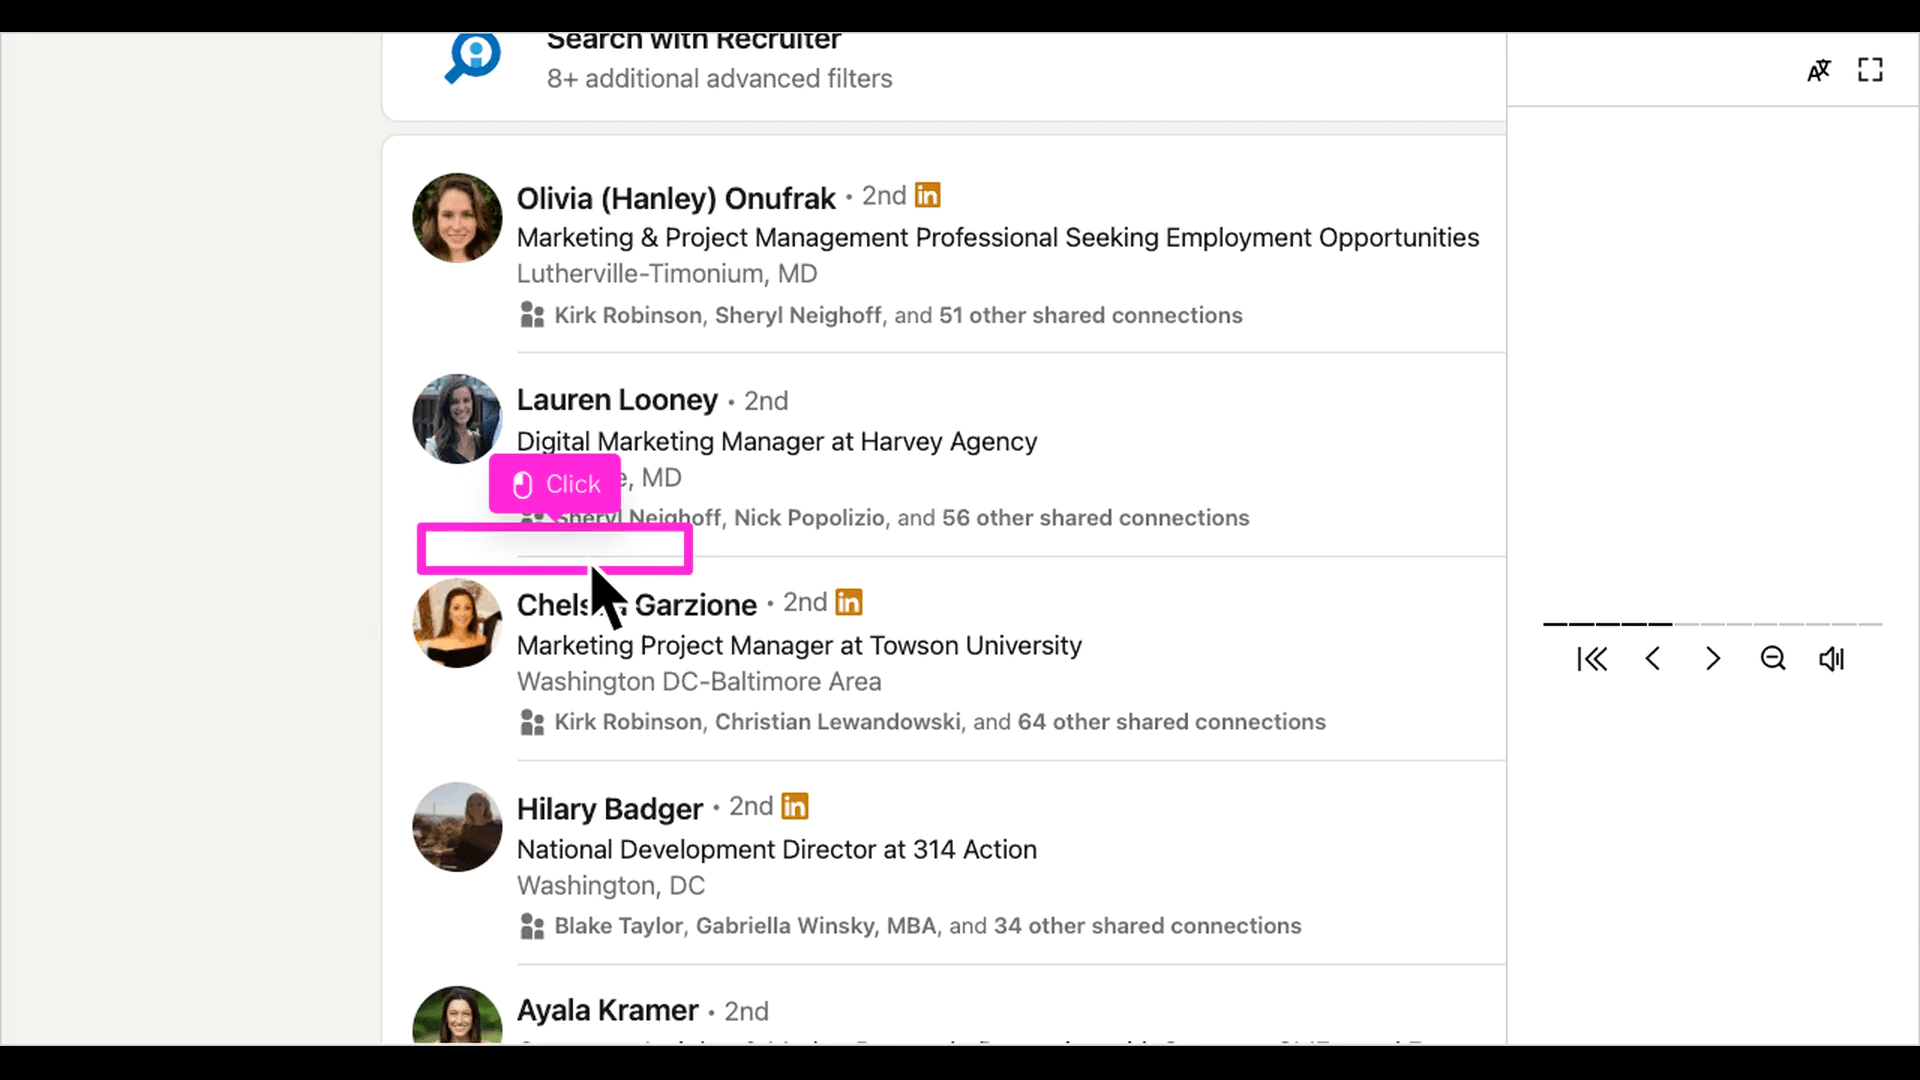 Search with Recruiter
8+ additional advanced filters
Olivia (Hanley) Onufrak • 2nd in
Marketing & Project Management Professional Seeking Employment Opportunities
Lutherville-Timonium, MD
Kirk Robinson, Sheryl Neighoff, and 51 other shared connections
Lauren Looney • 2nd
Digital Marketing Manager at Harvey Agency
Click
MD
Sheryl Neighoff, Nick Popolizio, and 56 other shared connections
Garzione • 2nd in
Marketing Project Manager at Towson University
Washington DC-Baltimore Area
Kirk Robinson, Christian Lewandowski, and 64 other shared connections
Hilary Badger • 2nd in
National Development Director at 314 Action
Washington, DC
Blake Taylor, Gabriella Winsky, MBA, and 34 other shared connections
Ayala Kramer • 2nd